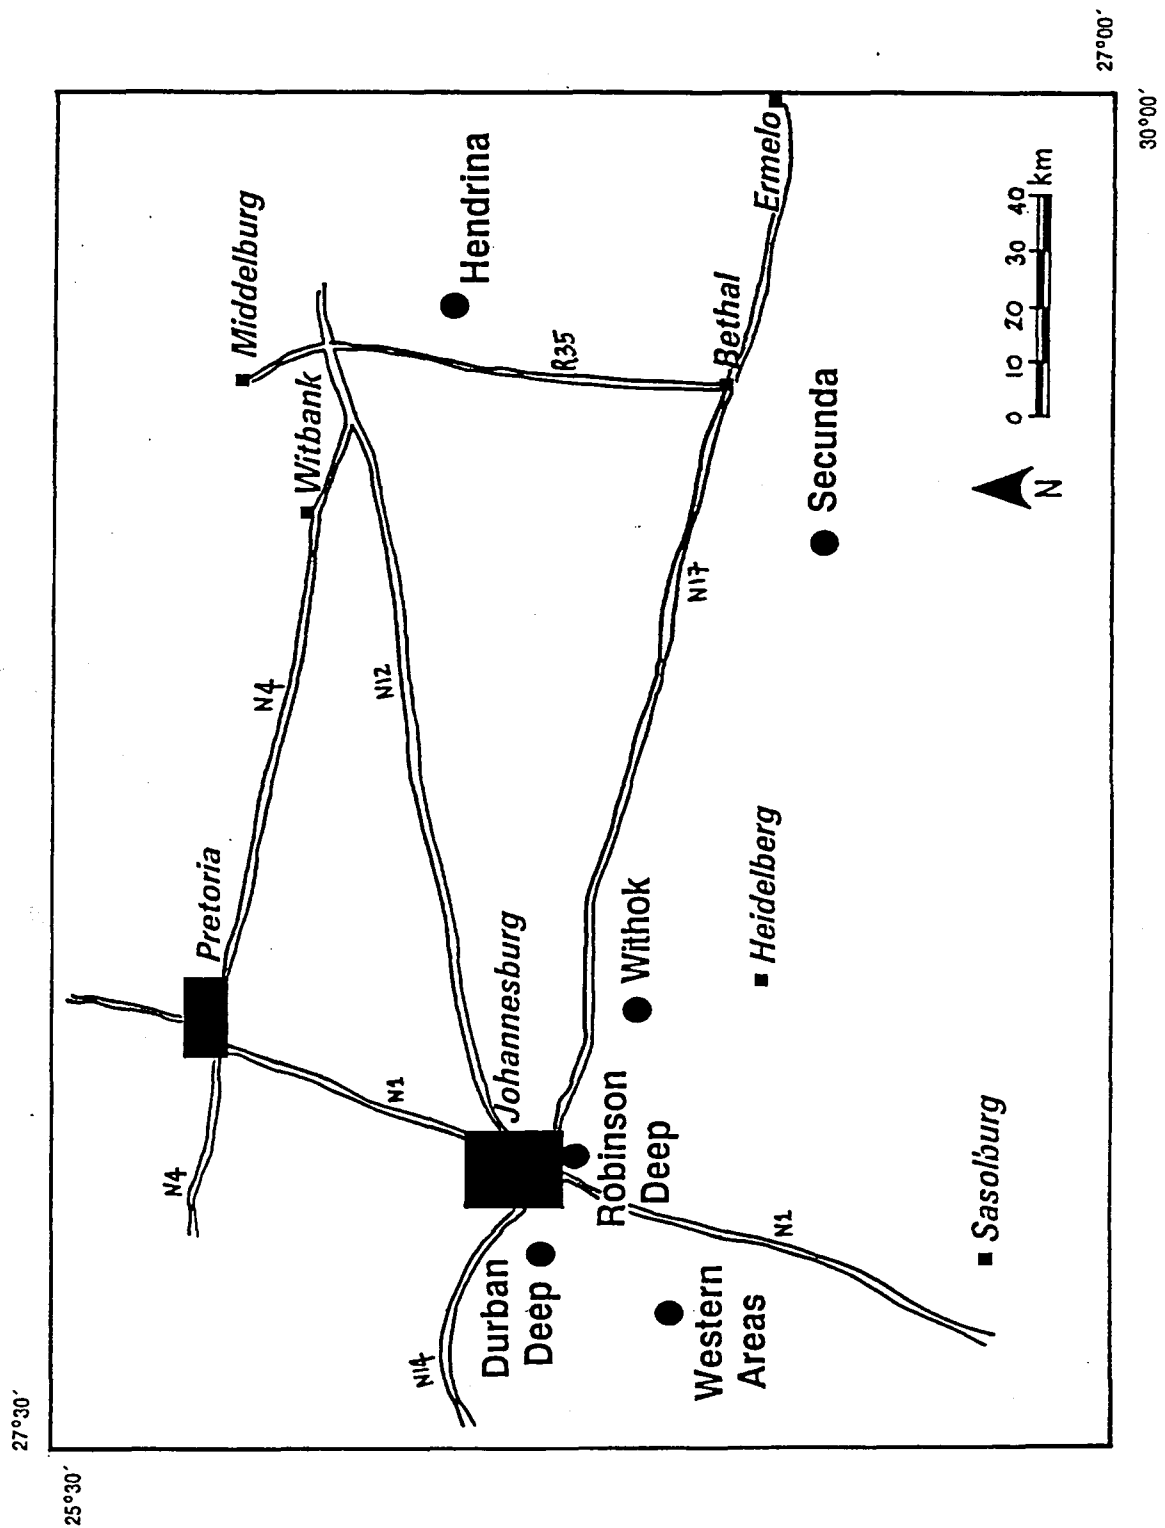 27°30′
25°30′
N4
Pretoria
Middelburg
N4
Witbank
N12
N1
N14
Hendrina
Durban
Deep
Johannesburg
R35
Robinson
Deep
Withok
N17
Western
Areas
Bethal
Heidelberg
Ermelo
N1
Secunda
Sasolburg
0 10 20 30 40 km
N
27°00′
30°00′